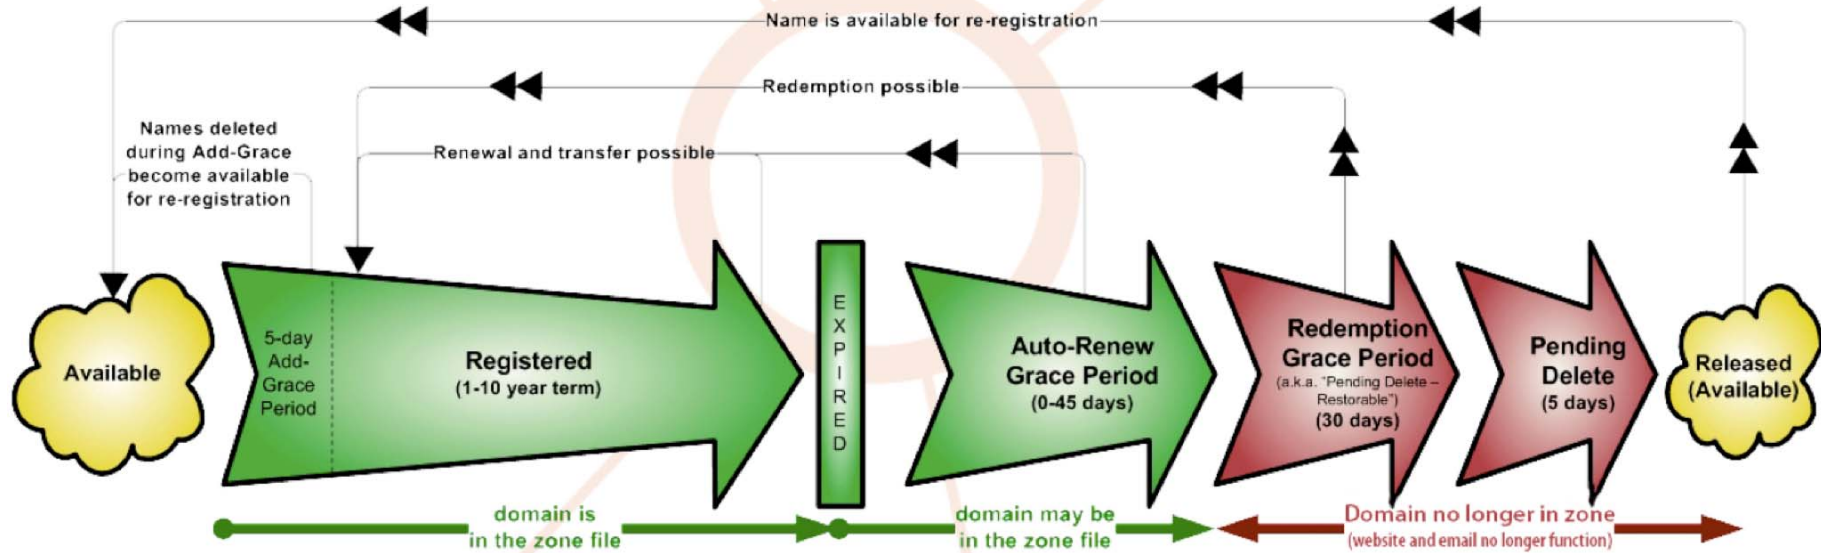 Name is available for re-registration
Redemption possible
Names deleted
during Add-Grace
become available
for re-registration
Renewal and transfer possible
Available
5-day
Add-
Grace
Period
Registered
(1-10 year term)
E
X
P
I
R
E
D
Auto-Renew
Grace Period
(0-45 days)
Redemption
Grace Period
(a.k.a. "Pending Delete –
Restorable")
(30 days)
Pending
Delete
(5 days)
Released
(Available)
domain is
in the zone file
domain may be
in the zone file
Domain no longer in zone
(website and email no longer function)